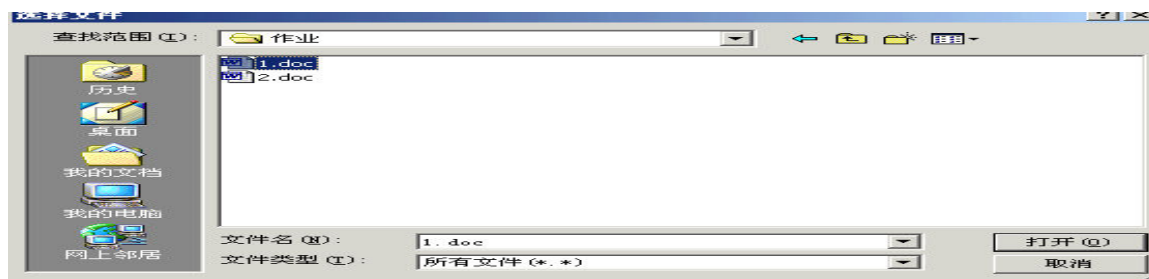 选择文件
查找范围(I): 作业
1.doc
2.doc
历史
桌面
我的文档
我的电脑
网上邻居
文件名(N): 1.doc 打开(O)
文件类型(T): 所有文件(*.*) 取消